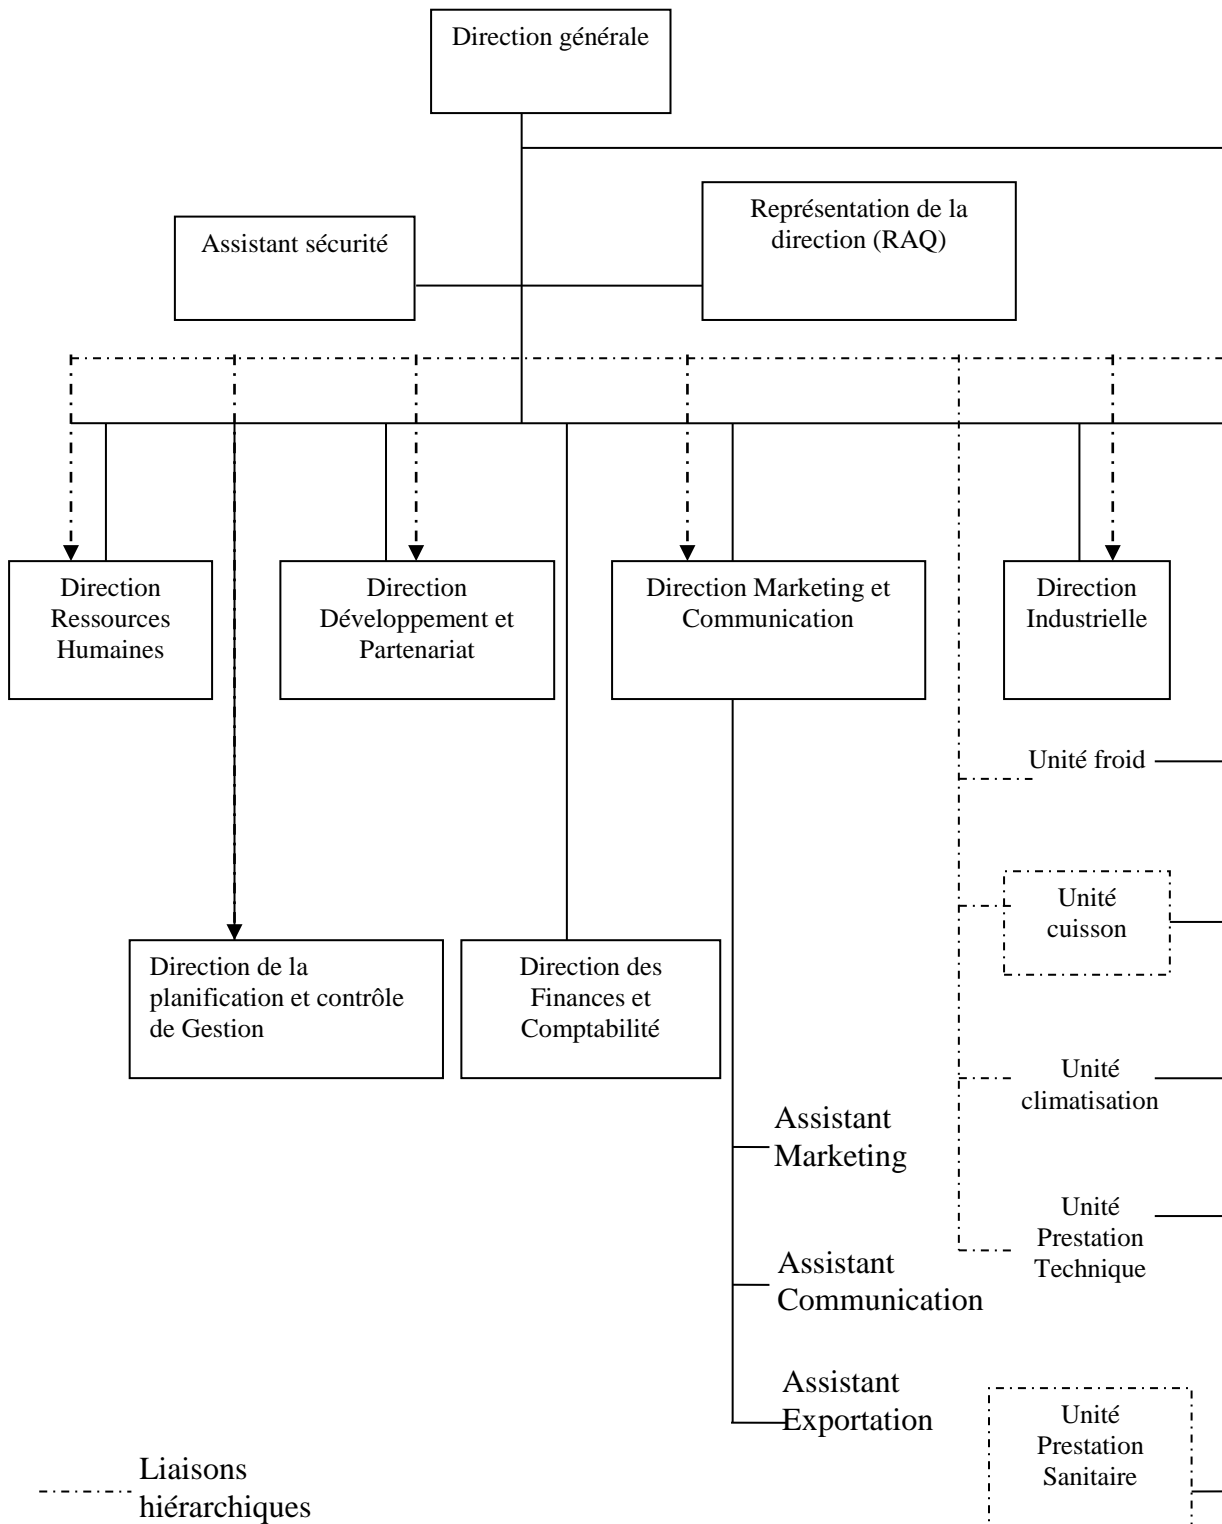 Direction générale
Représentation de la
direction (RAQ)
Assistant sécurité
Direction
Ressources
Humaines
Direction
Développement et
Partenariat
Direction Marketing et
Communication
Direction
Industrielle
Unité froid
Unité
cuisson
Direction de la
planification et contrôle
de Gestion
Direction des
Finances et
Comptabilité
Unité
climatisation
Assistant
Marketing
Unité
Prestation
Technique
Assistant
Communication
Assistant
Exportation
Unité
Prestation
Sanitaire
Liaisons
hiérarchiques